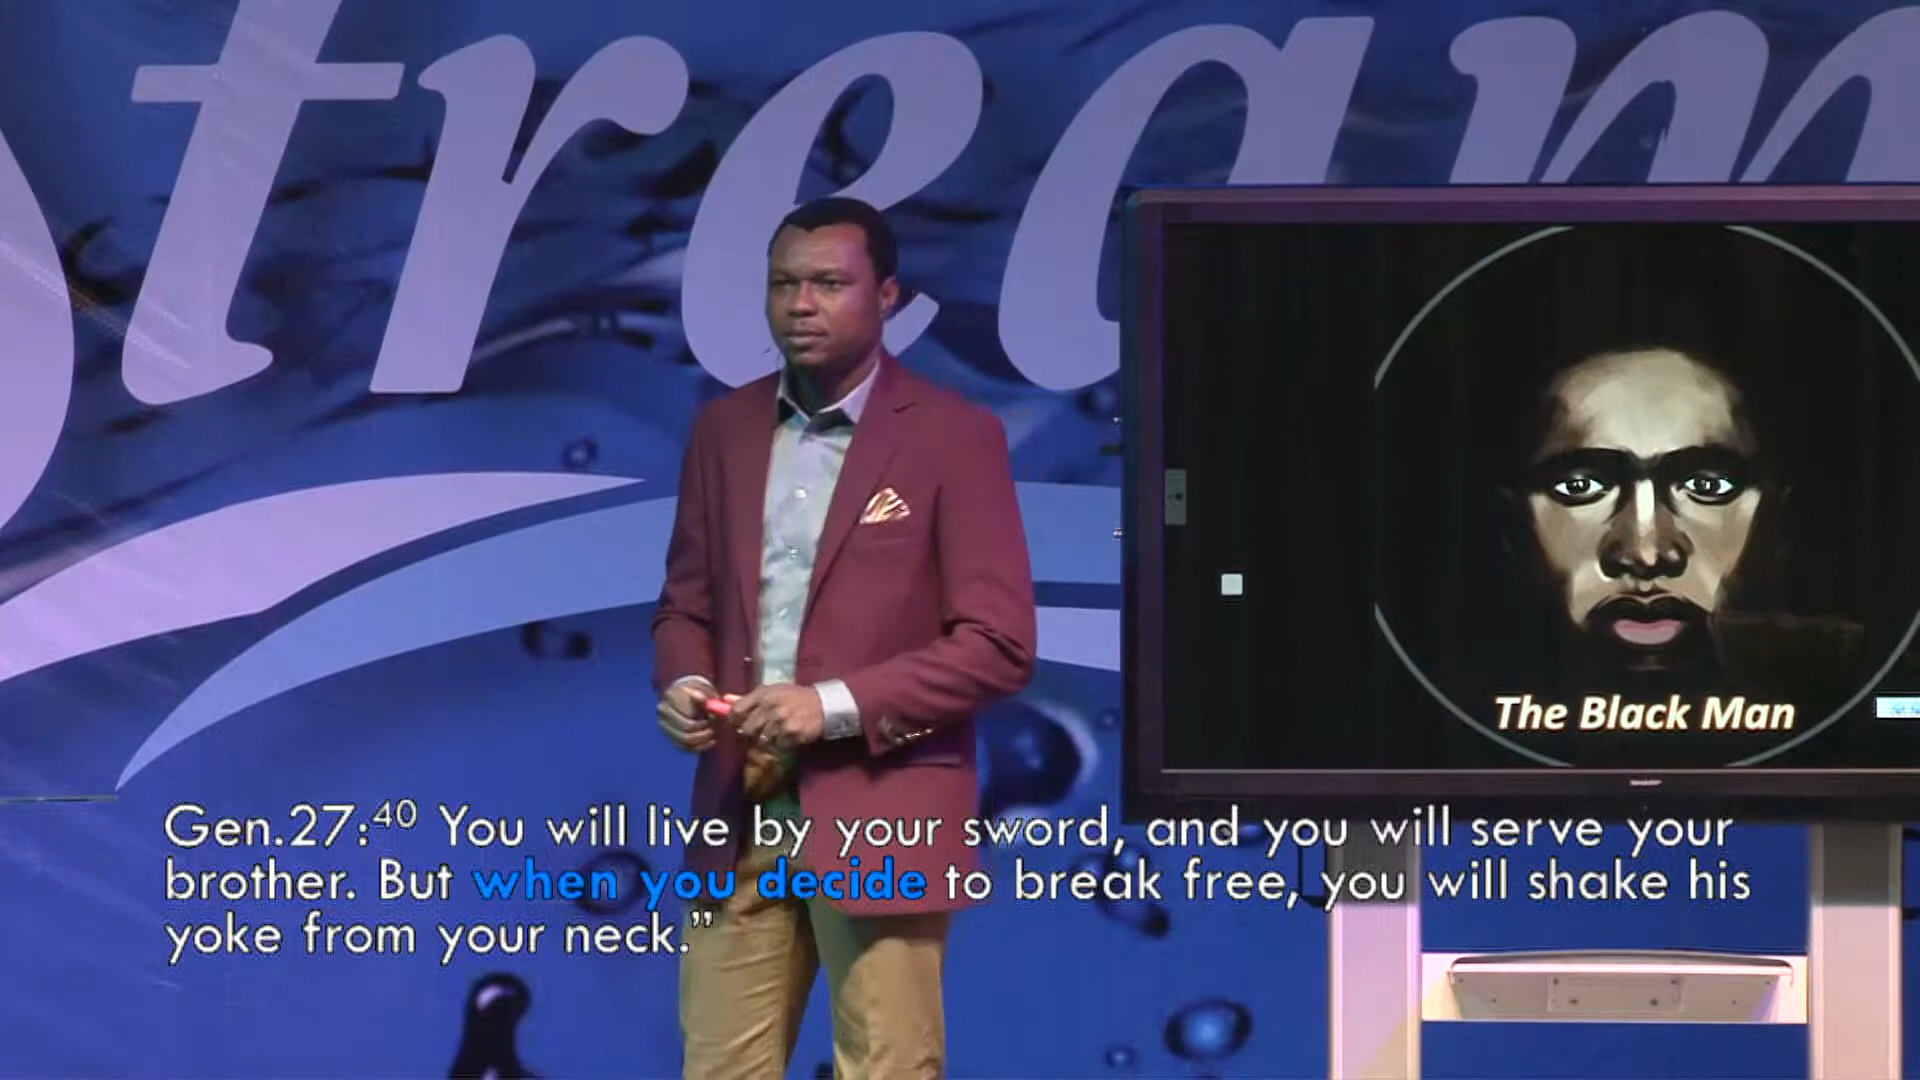 tream
The Black Man
Gen.27:40 You will live by your sword, and you will serve your
brother. But when you decide to break free, you will shake his
yoke from your neck.”